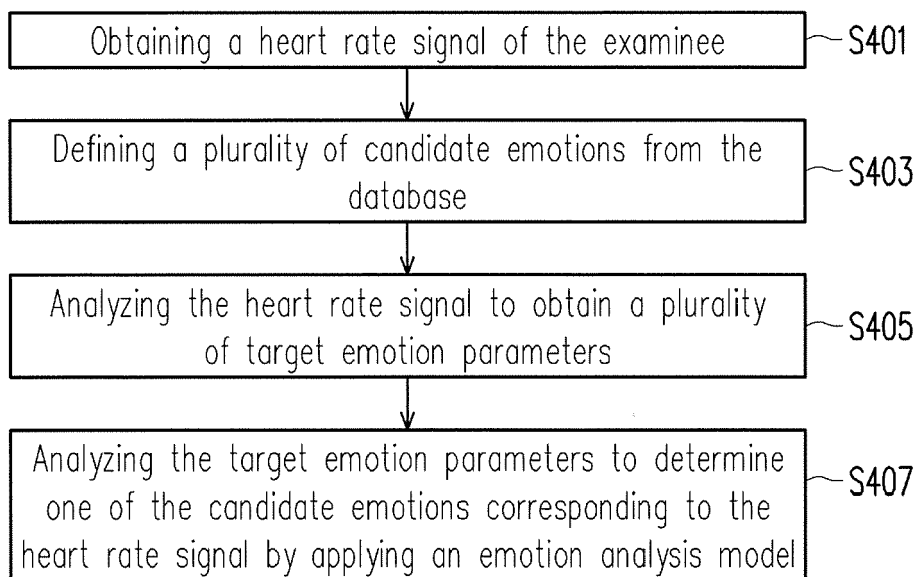 Obtaining a heart rate signal of the examinee
S401
Defining a plurality of candidate emotions from the
database
S403
Analyzing the heart rate signal to obtain a plurality
of target emotion parameters
S405
Analyzing the target emotion parameters to determine
one of the candidate emotions corresponding to the
heart rate signal by applying an emotion analysis model
S407